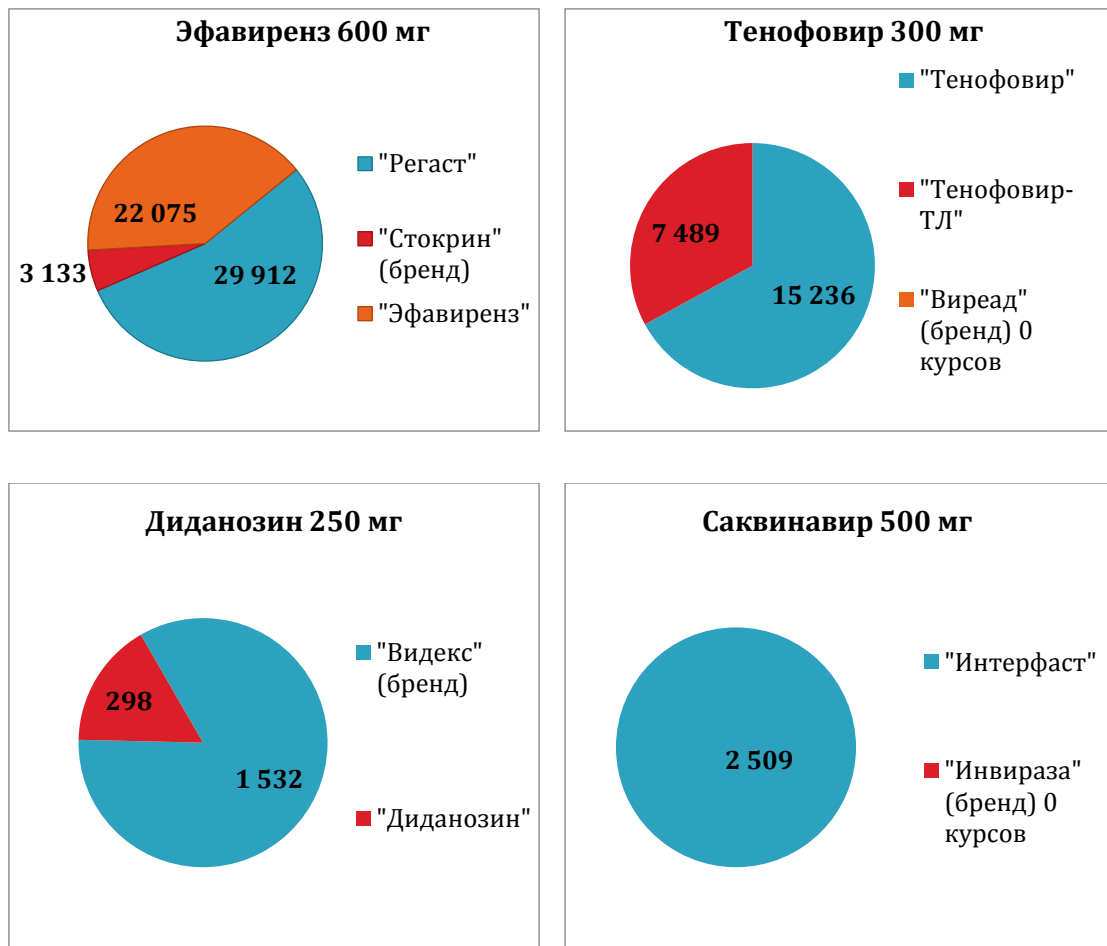 Эфавиренз 600 мг
22 075
3 133
29 912
"Регаст"
"Стокрин"
(бренд)
"Эфавиренз"
Тенофовир 300 мг
7 489
15 236
"Тенофовир"
"Тенофовир-
ТЛ"
"Виреад"
(бренд) 0
курсов
Диданозин 250 мг
298
1 532
"Видекс"
(бренд)
"Диданозин"
Саквинавир 500 мг
2 509
"Интерфаст"
"Инвираза"
(бренд) 0
курсов